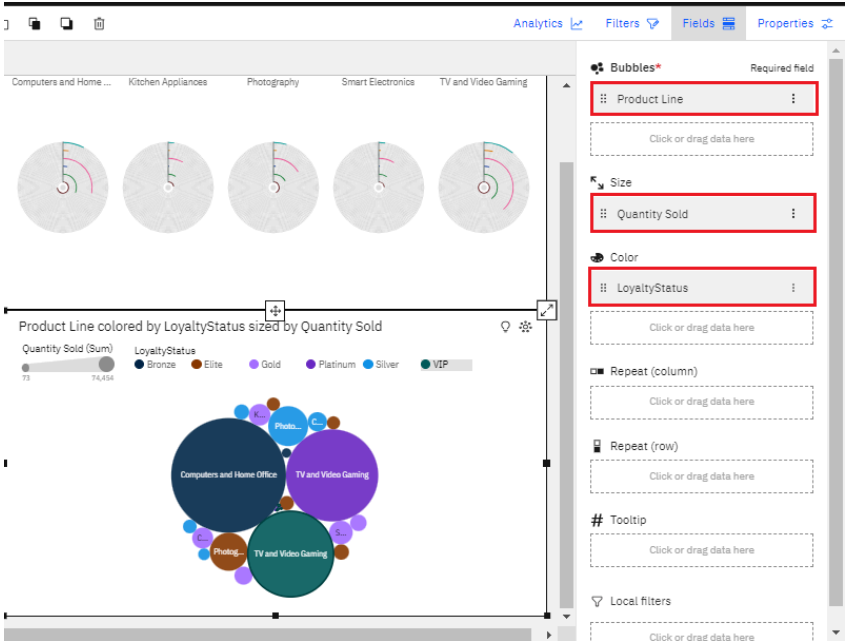 Analytics Filters Fields Properties
Computers and Home ... Kitchen Appliances Photography Smart Electronics TV and Video Gaming
Product Line colored by LoyaltyStatus sized by Quantity Sold
Quantity Sold (Sum)
73 74,454
LoyaltyStatus
Bronze Elite Gold Platinum Silver VIP
K...
Photo...
C...
Computers and Home Office
TV and Video Gaming
C...
S...
Photog...
TV and Video Gaming
Bubbles* Required field
Product Line
Click or drag data here
Size
Quantity Sold
Color
LoyaltyStatus
Click or drag data here
Repeat (column)
Click or drag data here
Repeat (row)
Click or drag data here
Tooltip
Click or drag data here
Local filters
Click or drag data here